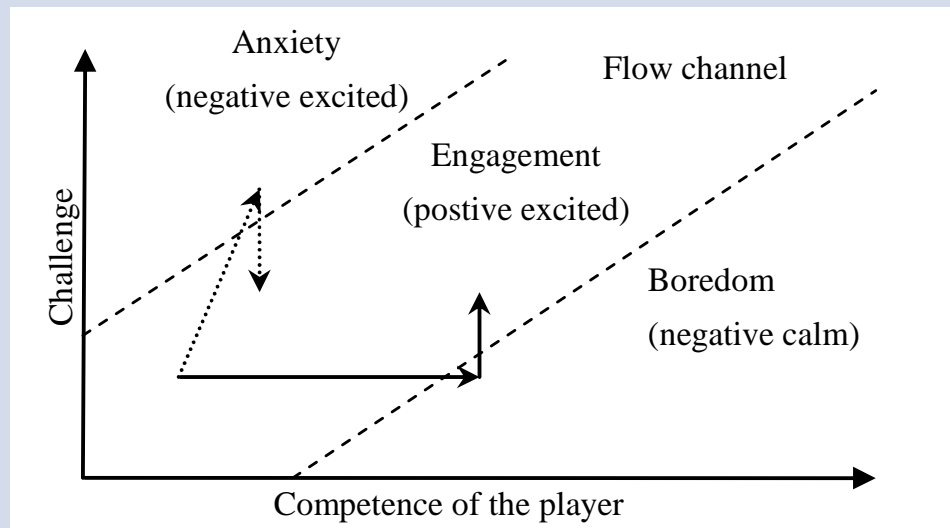 Anxiety
(negative excited)
Flow channel
Engagement
(postive excited)
Boredom
(negative calm)
Challenge
Competence of the player